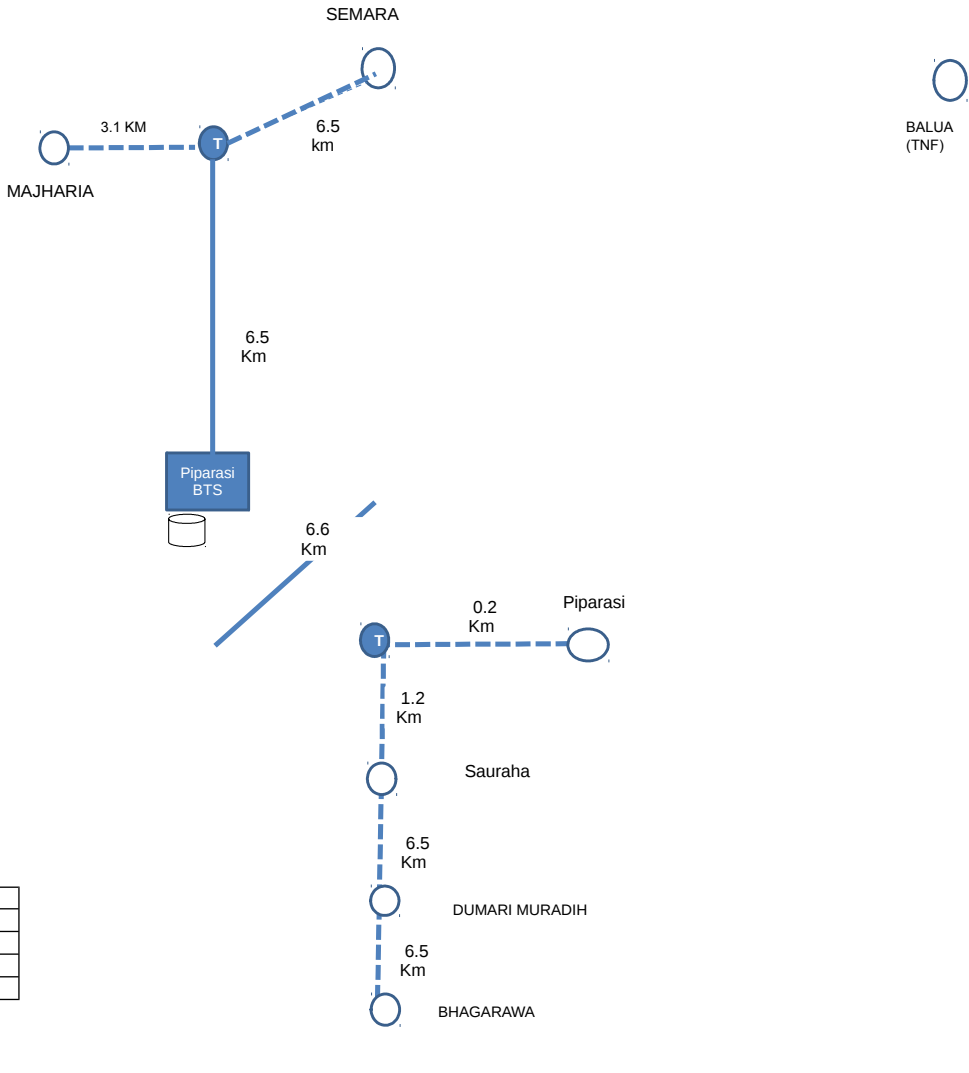 SEMARA
3.1 KM
T
6.5
km
BALUA
(TNF)
MAJHARIA
6.5
Km
Piparasi
BTS
6.6
Km
Piparasi
0.2
Km
T
1.2
Km
Sauraha
6.5
Km
DUMARI MURADIH
6.5
Km
BHAGARAWA